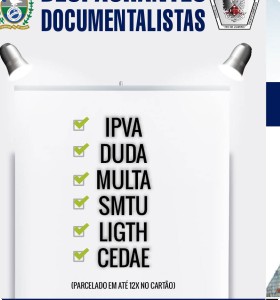 DESPACHANTES
DOCUMENTALISTAS
IPVA
DUDA
MULTA
SMTU
LIGTH
CEDAE
(PARCELADO EM ATÉ 12X NO CARTÃO)